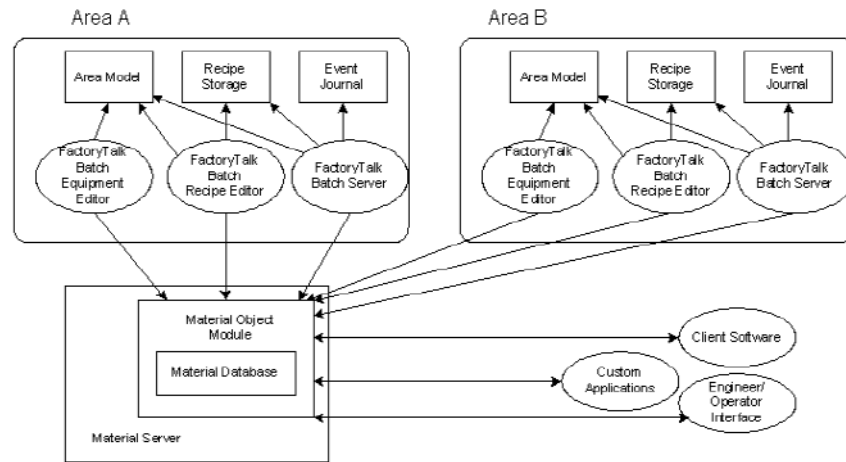 Area A
Area B
Area Model
Recipe
Storage
Event
Journal
FactoryTalk
Batch
Equipment
Editor
FactoryTalk
Batch
Recipe Editor
FactoryTalk
Batch Server
Area Model
Recipe
Storage
Event
Journal
FactoryTalk
Batch
Equipment
Editor
FactoryTalk
Batch
Recipe Editor
FactoryTalk
Batch Server
Material Object
Module
Material Database
Material Server
Client Software
Custom
Applications
Engineer/
Operator
Interface